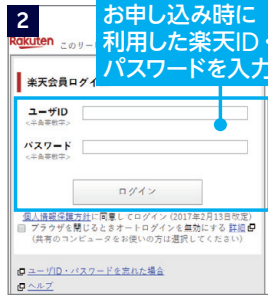 2
お申し込み時に
利用した楽天ID・
パスワードを入力
Rakuten このサー
楽天会員ログイ
ユーザID
<半角英数字>
パスワード
<半角英数字>
ログイン
個人情報保護方針に同意してログイン (2017年2月13日改定)
ブラウザを閉じるときオートログインを無効にする 詳細
(共有のコンピュータをお使いの方は選択してください)
ユーザID・パスワードを忘れた場合
ヘルプ